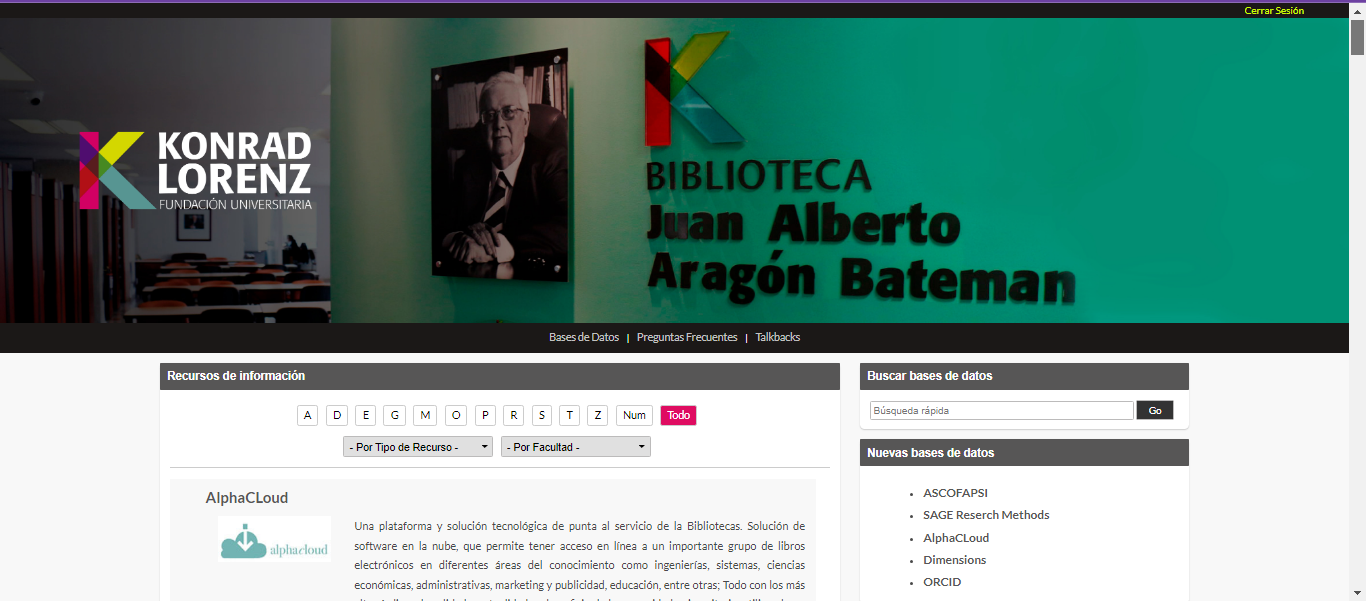 Cerrar Sesión
KONRAD
LORENZ
FUNDACIÓN UNIVERSITARIA
BIBLIOTECA
Juan Alberto
Aragón Bateman
Bases de Datos | Preguntas Frecuentes | Talkbacks
Recursos de información
A D E G M O P R S T Z Num Todo
- Por Tipo de Recurso - - Por Facultad -
AlphaCLoud
alphacloud
Una plataforma y solución tecnológica de punta al servicio de la Bibliotecas. Solución de
software en la nube, que permite tener acceso en línea a un importante grupo de libros
electrónicos en diferentes áreas del conocimiento como ingenierías, sistemas, ciencias
económicas, administrativas, marketing y publicidad, educación, entre otras; Todo con los más
Buscar bases de datos
Búsqueda rápida Go
Nuevas bases de datos
• ASCOFAPSI
• SAGE Reserch Methods
• AlphaCLoud
• Dimensions
• ORCID